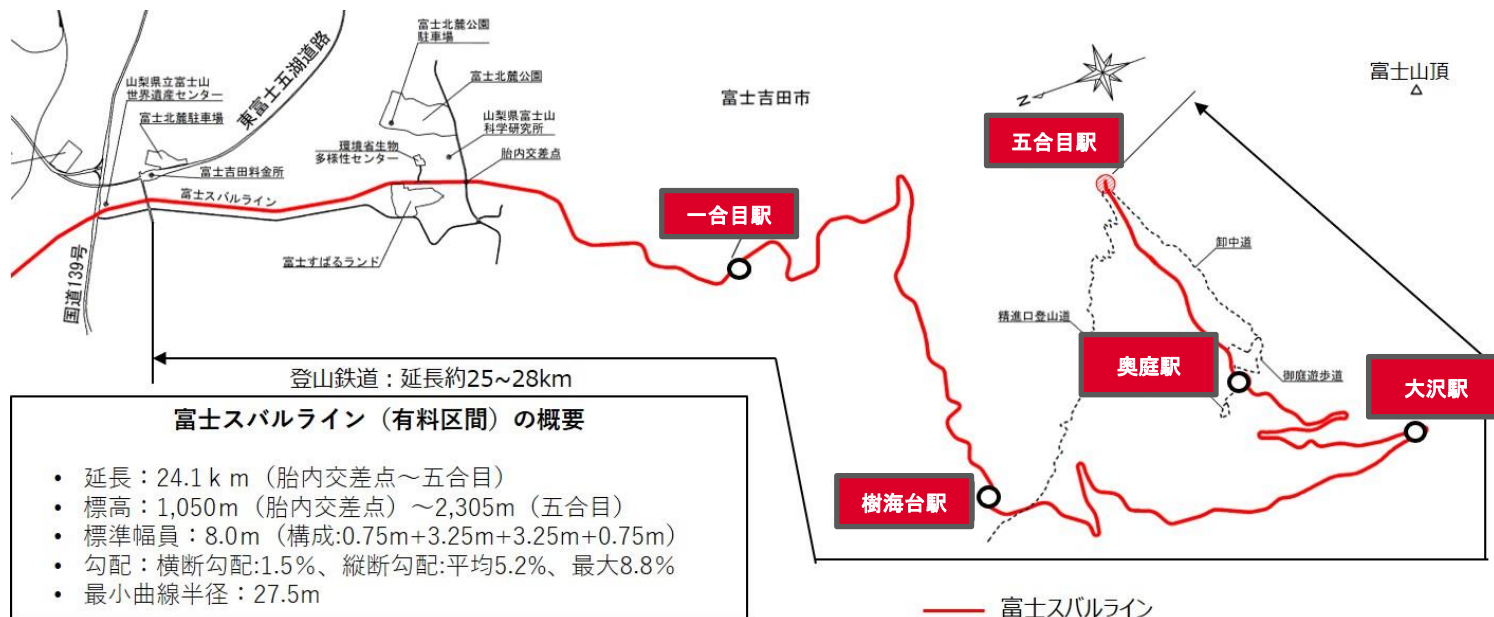 富士北麓公園
駐車場
山梨県立富士山
世界遺産センター
東富士五湖道路
富士北麓公園
富士吉田市
富士山頂
富士北麓駐車場
山梨県富士山
科学研究所
環境省生物
多様性センター
胎内交差点
N
五合目駅
富士吉田料金所
富士スバルライン
一合目駅
卸中道
国道139号
富士すばるランド
精進口登山道
奥庭駅
御庭遊歩道
大沢駅
登山鉄道：延長約25~28km
樹海台駅
富士スバルライン（有料区間）の概要
• 延長：24.1ｋｍ（胎内交差点～五合目）
• 標高：1,050m（胎内交差点）～2,305m（五合目）
• 標準幅員：8.0m（構成:0.75m+3.25m+3.25m+0.75m）
• 勾配：横断勾配:1.5%、縦断勾配:平均5.2%、最大8.8%
• 最小曲線半径：27.5m
富士スバルライン